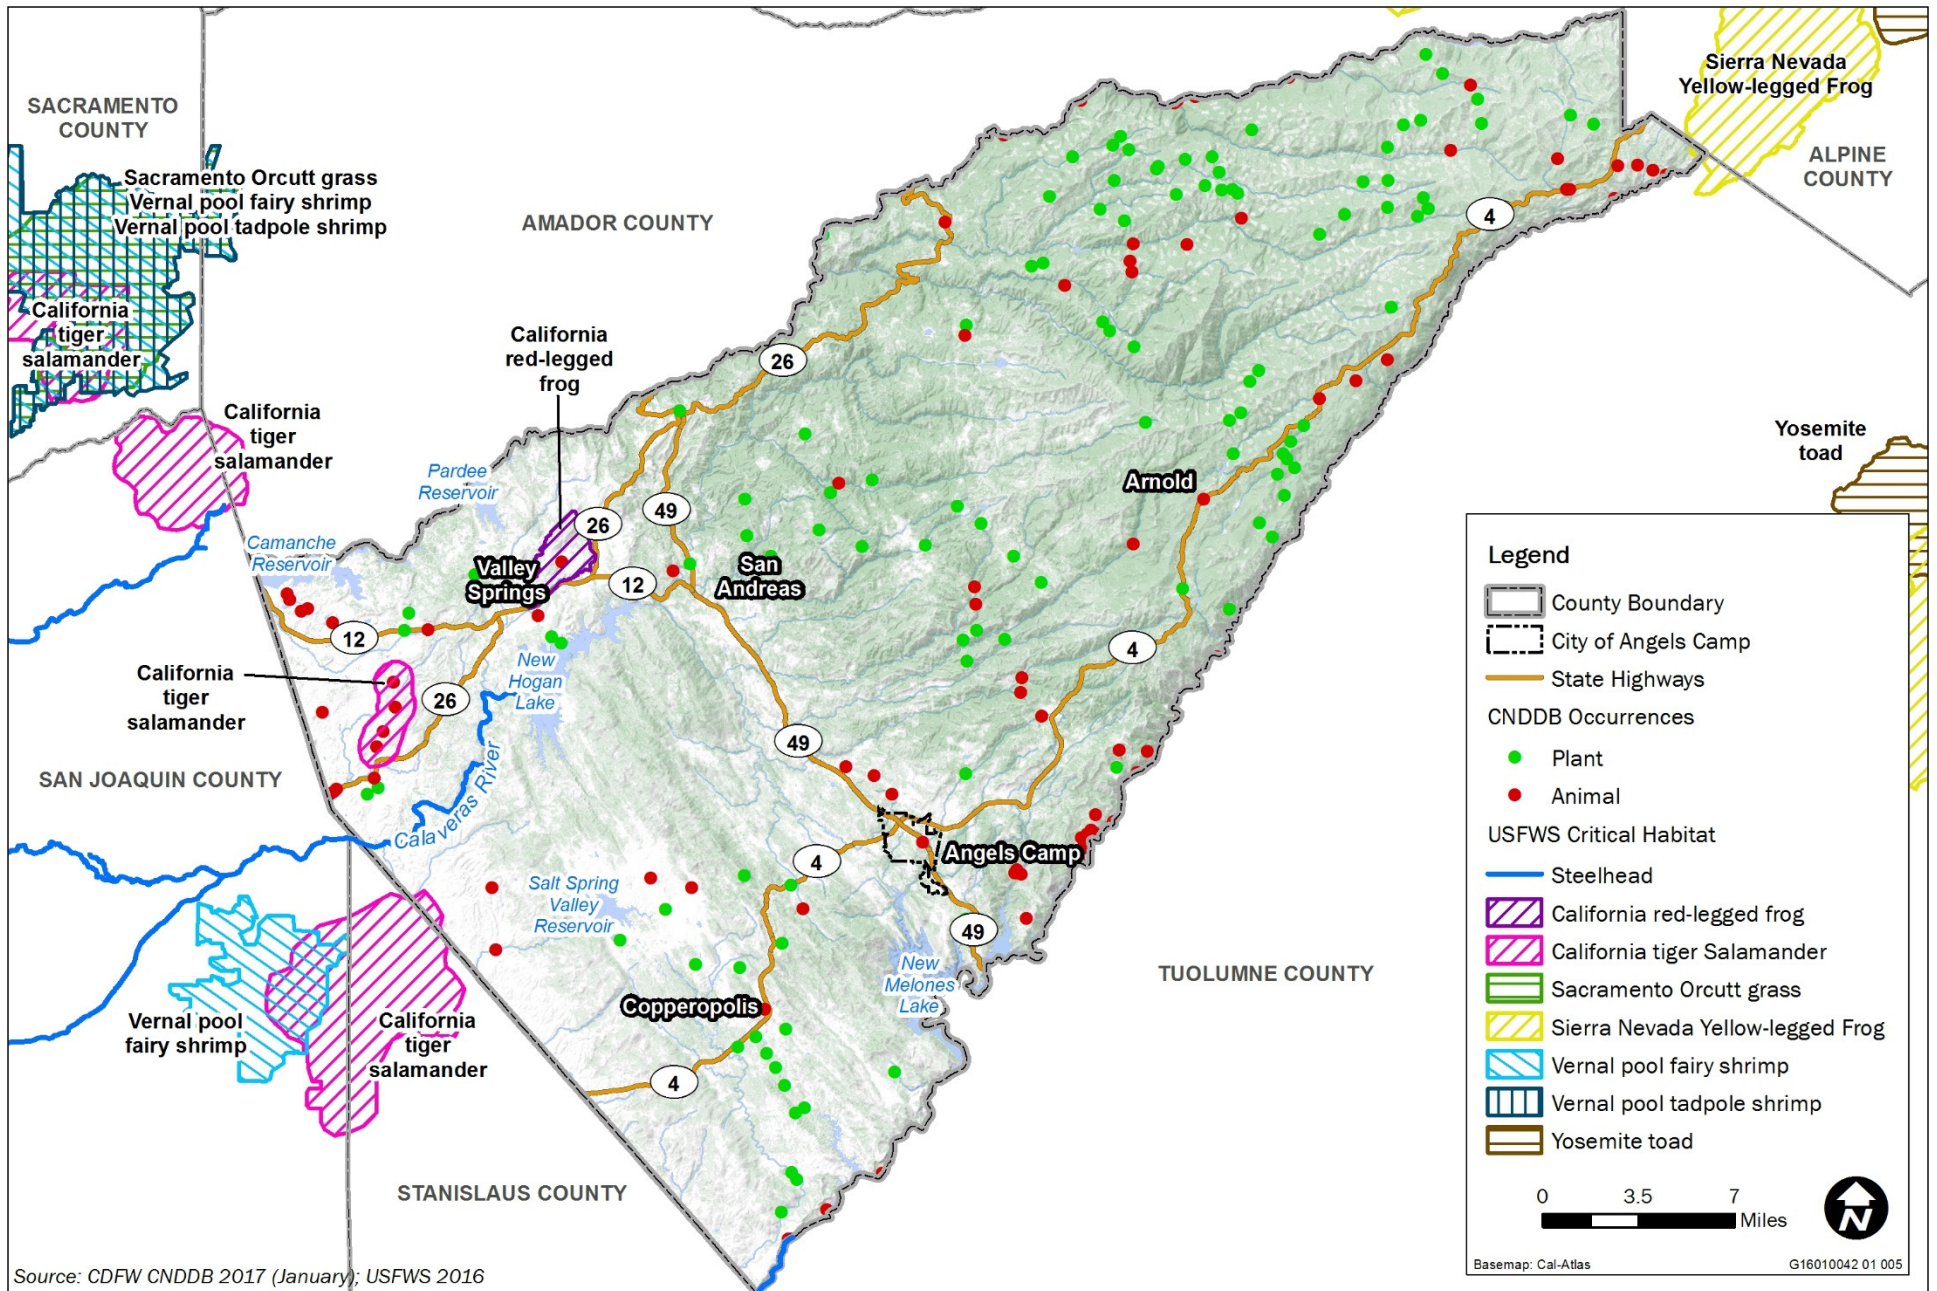 SACRAMENTO
COUNTY
Sierra Nevada
Yellow-legged Frog
ALPINE
COUNTY
Sacramento Orcutt grass
Vernal pool fairy shrimp
Vernal pool tadpole shrimp
AMADOR COUNTY
4
California
tiger
salamander
California
red-legged
frog
26
California
tiger
salamander
Yosemite
toad
Pardee
Reservoir
Arnold
49
26
Camanche
Reservoir
Valley
Springs
San
Andreas
12
12
4
New
Hogan
Lake
California
tiger
salamander
26
49
SAN JOAQUIN COUNTY
Calaveras River
4
Angels Camp
Salt Spring
Valley
Reservoir
49
New
Melones
Lake
TUOLUMNE COUNTY
Copperopolis
Vernal pool
fairy shrimp
California
tiger
salamander
4
STANISLAUS COUNTY
Legend
County Boundary
City of Angels Camp
State Highways
CNDDB Occurrences
Plant
Animal
USFWS Critical Habitat
Steelhead
California red-legged frog
California tiger Salamander
Sacramento Orcutt grass
Sierra Nevada Yellow-legged Frog
Vernal pool fairy shrimp
Vernal pool tadpole shrimp
Yosemite toad
0 3.5 7
Miles
N
Basemap: Cal-Atlas G16010042 01 005
Source: CDFW CNDDB 2017 (January); USFWS 2016